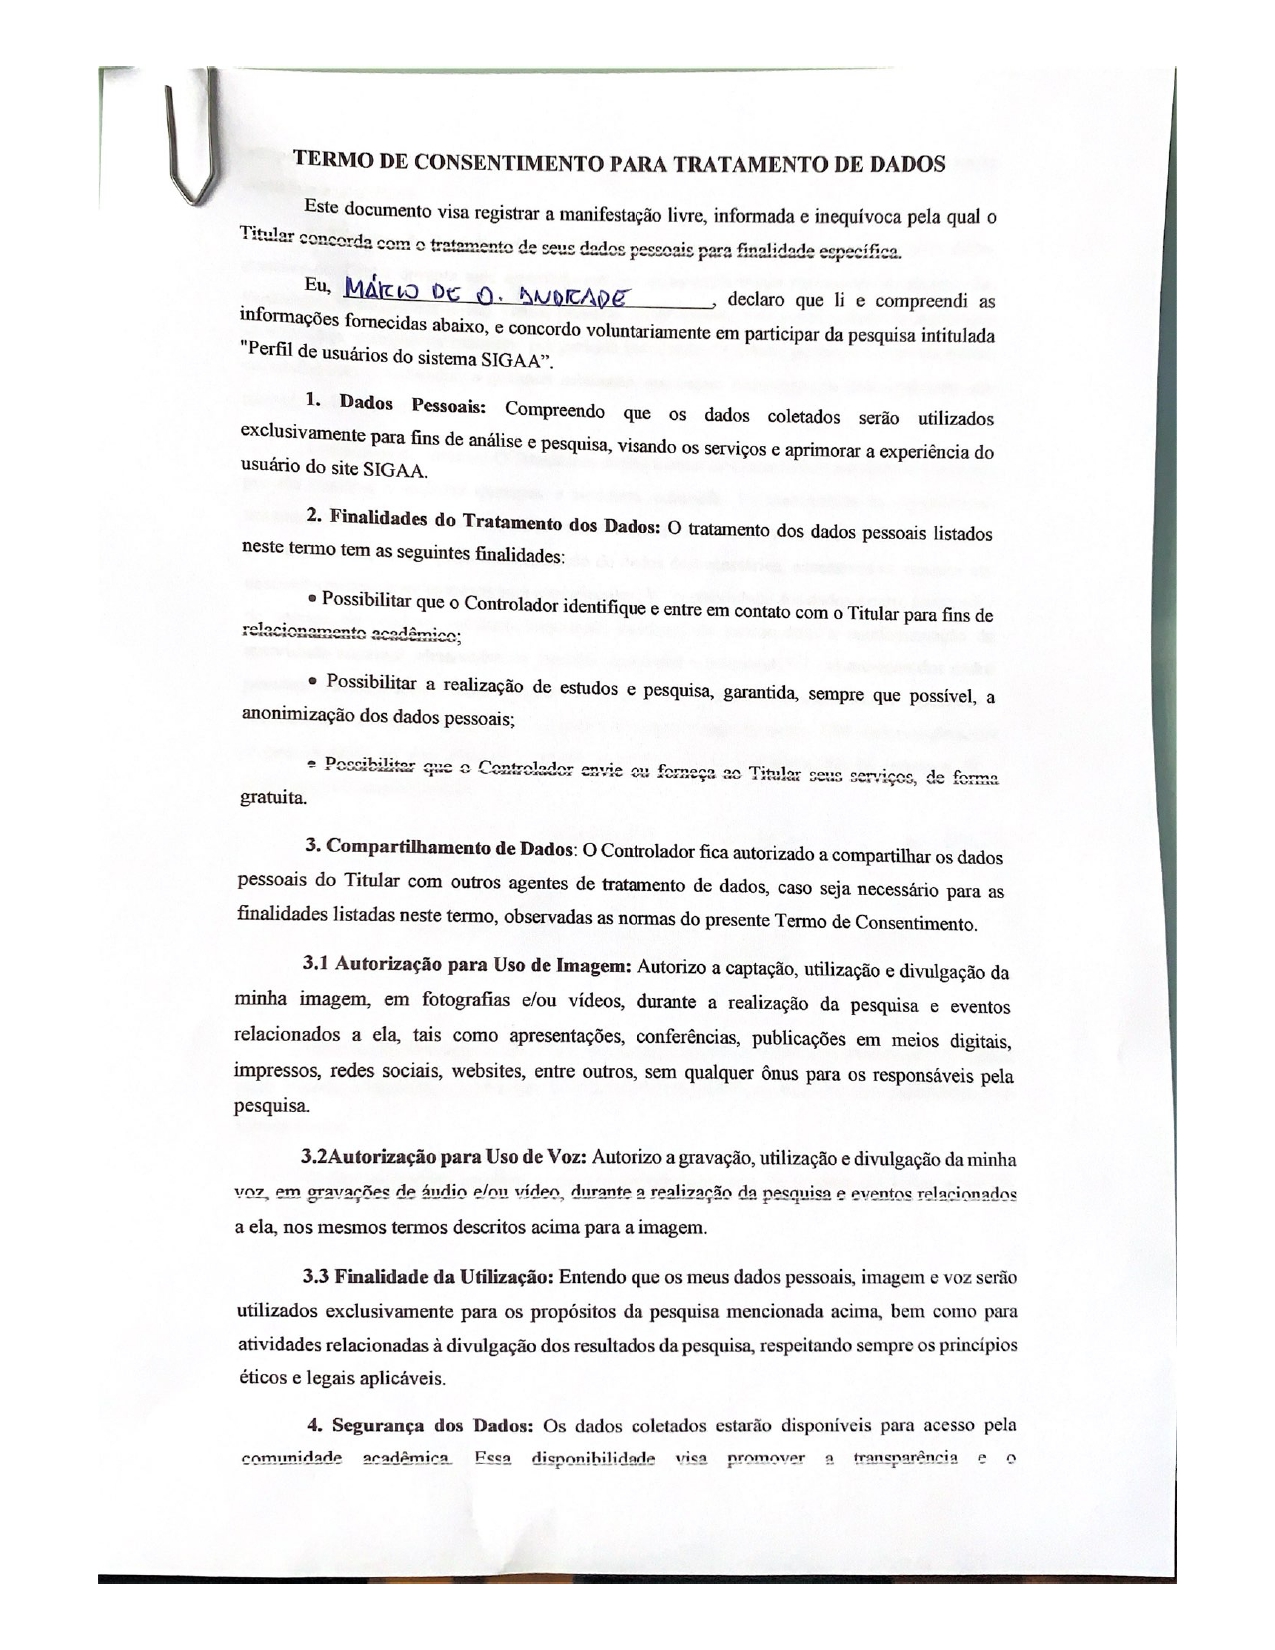 TERMO DE CONSENTIMENTO PARA TRATAMENTO DE DADOS
Este documento visa registrar a manifestação livre, informada e inequívoca pela qual o
Titular concorda com o tratamento de seus dados pessoais para finalidade específica.
Eu, MÁRCIO DE O. ANDRADE, declaro que li e compreendi as
informações fornecidas abaixo, e concordo voluntariamente em participar da pesquisa intitulada
"Perfil de usuários do sistema SIGAA”.
1. Dados Pessoais: Compreendo que os dados coletados serão utilizados
exclusivamente para fins de análise e pesquisa, visando os serviços e aprimorar a experiência do
usuário do site SIGAA.
2. Finalidades do Tratamento dos Dados: O tratamento dos dados pessoais listados
neste termo tem as seguintes finalidades:
• Possibilitar que o Controlador identifique e entre em contato com o Titular para fins de
relacionamento acadêmico;
• Possibilitar a realização de estudos e pesquisa, garantida, sempre que possível, a
anonimização dos dados pessoais;
• Possibilitar que o Controlador envie ou forneça ao Titular seus serviços, de forma
gratuita.
3. Compartilhamento de Dados: O Controlador fica autorizado a compartilhar os dados
pessoais do Titular com outros agentes de tratamento de dados, caso seja necessário para as
finalidades listadas neste termo, observadas as normas do presente Termo de Consentimento.
3.1 Autorização para Uso de Imagem: Autorizo a captação, utilização e divulgação da
minha imagem, em fotografias e/ou vídeos, durante a realização da pesquisa e eventos
relacionados a ela, tais como apresentações, conferências, publicações em meios digitais,
impressos, redes sociais, websites, entre outros, sem qualquer ônus para os responsáveis pela
pesquisa.
3.2Autorização para Uso de Voz: Autorizo a gravação, utilização e divulgação da minha
voz, em gravações de áudio e/ou vídeo, durante a realização da pesquisa e eventos relacionados
a ela, nos mesmos termos descritos acima para a imagem.
3.3 Finalidade da Utilização: Entendo que os meus dados pessoais, imagem e voz serão
utilizados exclusivamente para os propósitos da pesquisa mencionada acima, bem como para
atividades relacionadas à divulgação dos resultados da pesquisa, respeitando sempre os princípios
éticos e legais aplicáveis.
4. Segurança dos Dados: Os dados coletados estarão disponíveis para acesso pela
comunidade acadêmica. Essa disponibilidade visa promover a transparência e o